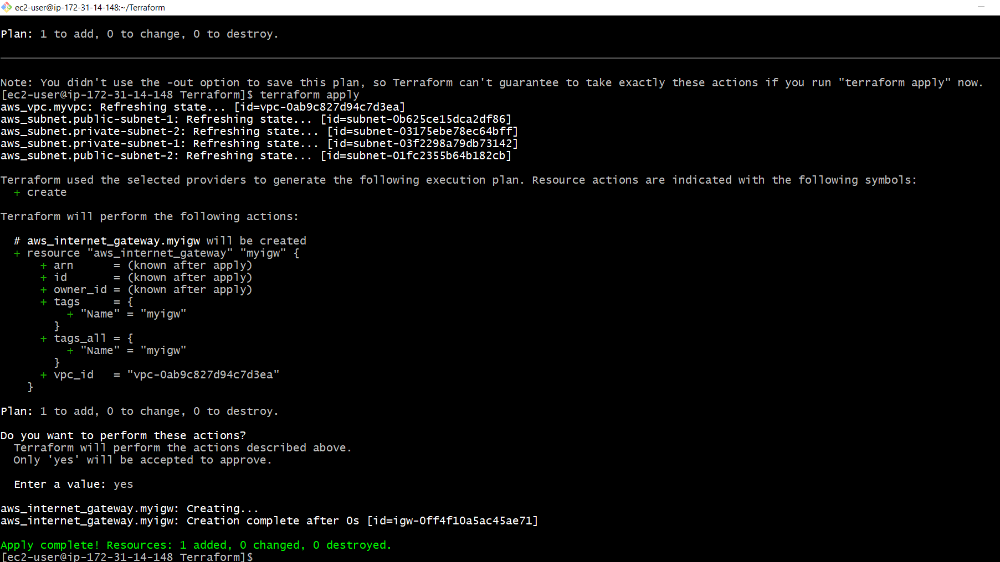 ec2-user@ip-172-31-14-148:~/Terraform
Plan: 1 to add, 0 to change, 0 to destroy.
Note: You didn't use the -out option to save this plan, so Terraform can't guarantee to take exactly these actions if you run "terraform apply" now.
[ec2-user@ip-172-31-14-148 Terraform]$ terraform apply
aws_vpc.myvpc: Refreshing state... [id=vpc-0ab9c827d94c7d3ea]
aws_subnet.public-subnet-1: Refreshing state... [id=subnet-0b625ce15dca2df86]
aws_subnet.private-subnet-2: Refreshing state... [id=subnet-03175ebe78ec64bff]
aws_subnet.private-subnet-1: Refreshing state... [id=subnet-03f2298a79db73142]
aws_subnet.public-subnet-2: Refreshing state... [id=subnet-01fc2355b64b182cb]
Terraform used the selected providers to generate the following execution plan. Resource actions are indicated with the following symbols:
  + create
Terraform will perform the following actions:
  # aws_internet_gateway.myigw will be created
  + resource "aws_internet_gateway" "myigw" {
      + arn      = (known after apply)
      + id       = (known after apply)
      + owner_id = (known after apply)
      + tags     = {
          + "Name" = "myigw"
        }
      + tags_all = {
          + "Name" = "myigw"
        }
      + vpc_id   = "vpc-0ab9c827d94c7d3ea"
    }
Plan: 1 to add, 0 to change, 0 to destroy.
Do you want to perform these actions?
  Terraform will perform the actions described above.
  Only 'yes' will be accepted to approve.
  Enter a value: yes
aws_internet_gateway.myigw: Creating...
aws_internet_gateway.myigw: Creation complete after 0s [id=igw-0ff4f10a5ac45ae71]
Apply complete! Resources: 1 added, 0 changed, 0 destroyed.
[ec2-user@ip-172-31-14-148 Terraform]$